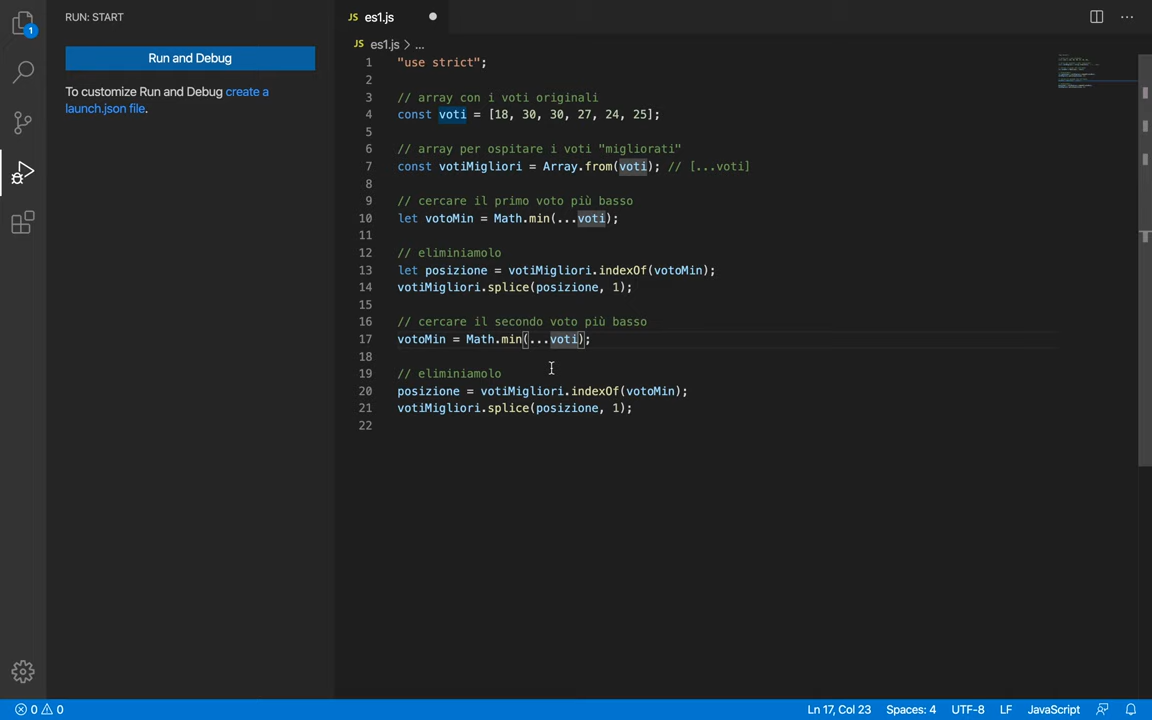 RUN: START
Run and Debug
To customize Run and Debug create a
launch.json file.
1
JS es1.js
JS es1.js > ...
1 "use strict";
2
3 // array con i voti originali
4 const voti = [18, 30, 30, 27, 24, 25];
5
6 // array per ospitare i voti "migliorati"
7 const votiMigliori = Array.from(voti); // [...voti]
8
9 // cercare il primo voto più basso
10 let votoMin = Math.min(...voti);
11
12 // eliminiamolo
13 let posizione = votiMigliori.indexOf(votoMin);
14 votiMigliori.splice(posizione, 1);
15
16 // cercare il secondo voto più basso
17 votoMin = Math.min(...voti);
18
19 // eliminiamolo
20 posizione = votiMigliori.indexOf(votoMin);
21 votiMigliori.splice(posizione, 1);
22
0 0
Ln 17, Col 23 Spaces: 4 UTF-8 LF JavaScript